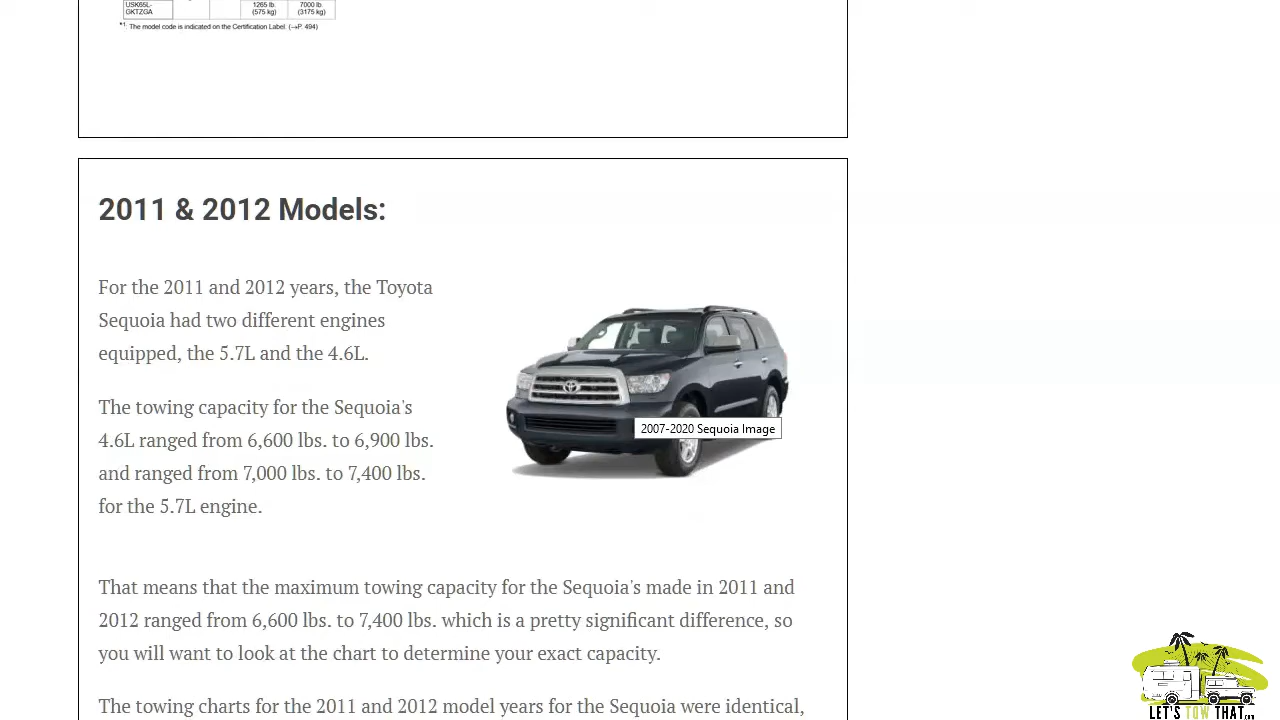 USK65L-
GKTZGA
1265 lb.
(575 kg)
7000 lb.
(3175 kg)
*1: The model code is indicated on the Certification Label (→P. 494)
2011 & 2012 Models:
For the 2011 and 2012 years, the Toyota
Sequoia had two different engines
equipped, the 5.7L and the 4.6L.
The towing capacity for the Sequoia's
4.6L ranged from 6,600 lbs. to 6,900 lbs.
and ranged from 7,000 lbs. to 7,400 lbs.
for the 5.7L engine.
2007-2020 Sequoia Image
That means that the maximum towing capacity for the Sequoia's made in 2011 and
2012 ranged from 6,600 lbs. to 7,400 lbs. which is a pretty significant difference, so
you will want to look at the chart to determine your exact capacity.
The towing charts for the 2011 and 2012 model years for the Sequoia were identical,
LET'S TOW THAT.com